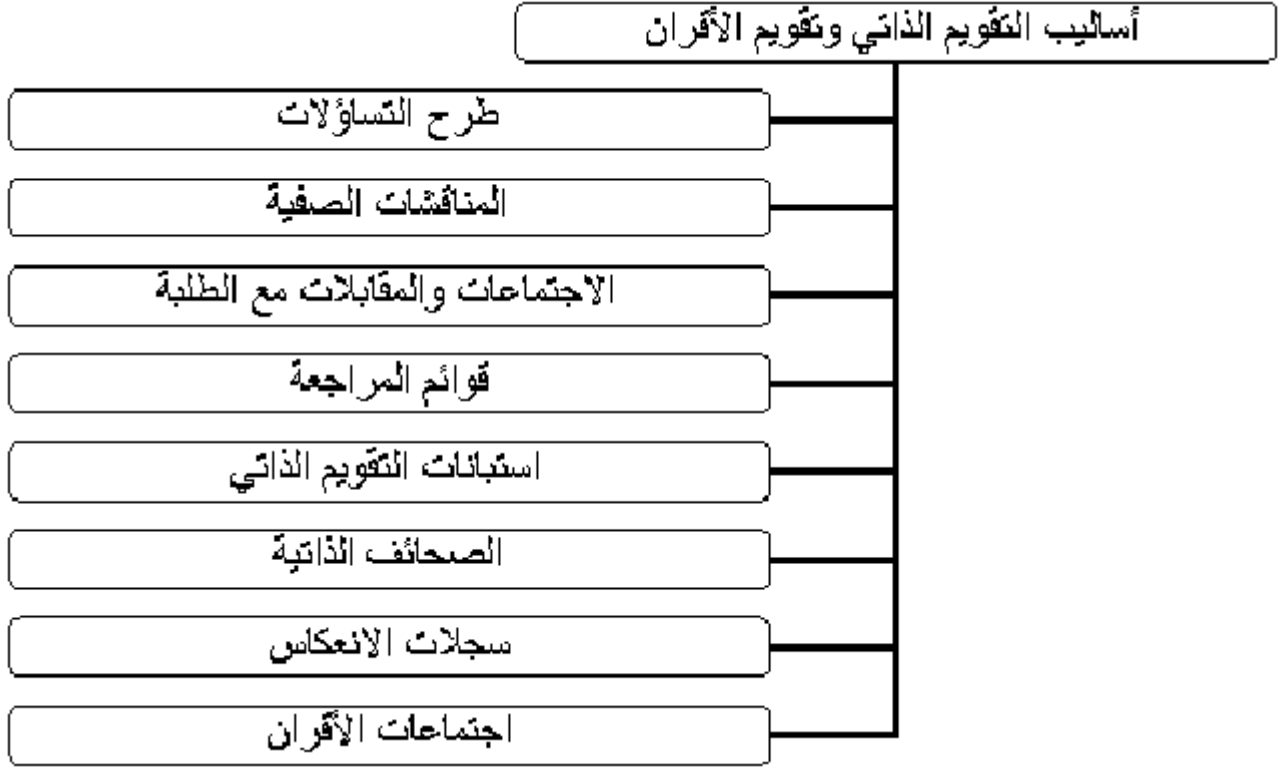 أساليب التقويم الذاتي وتقويم الأقران
طرح التساؤلات
المناقشات الصفية
الاجتماعات والمقابلات مع الطلبة
قوائم المراجعة
استبانات التقويم الذاتي
الصحائف الذاتية
سجلات الانعكاس
اجتماعات الأقران